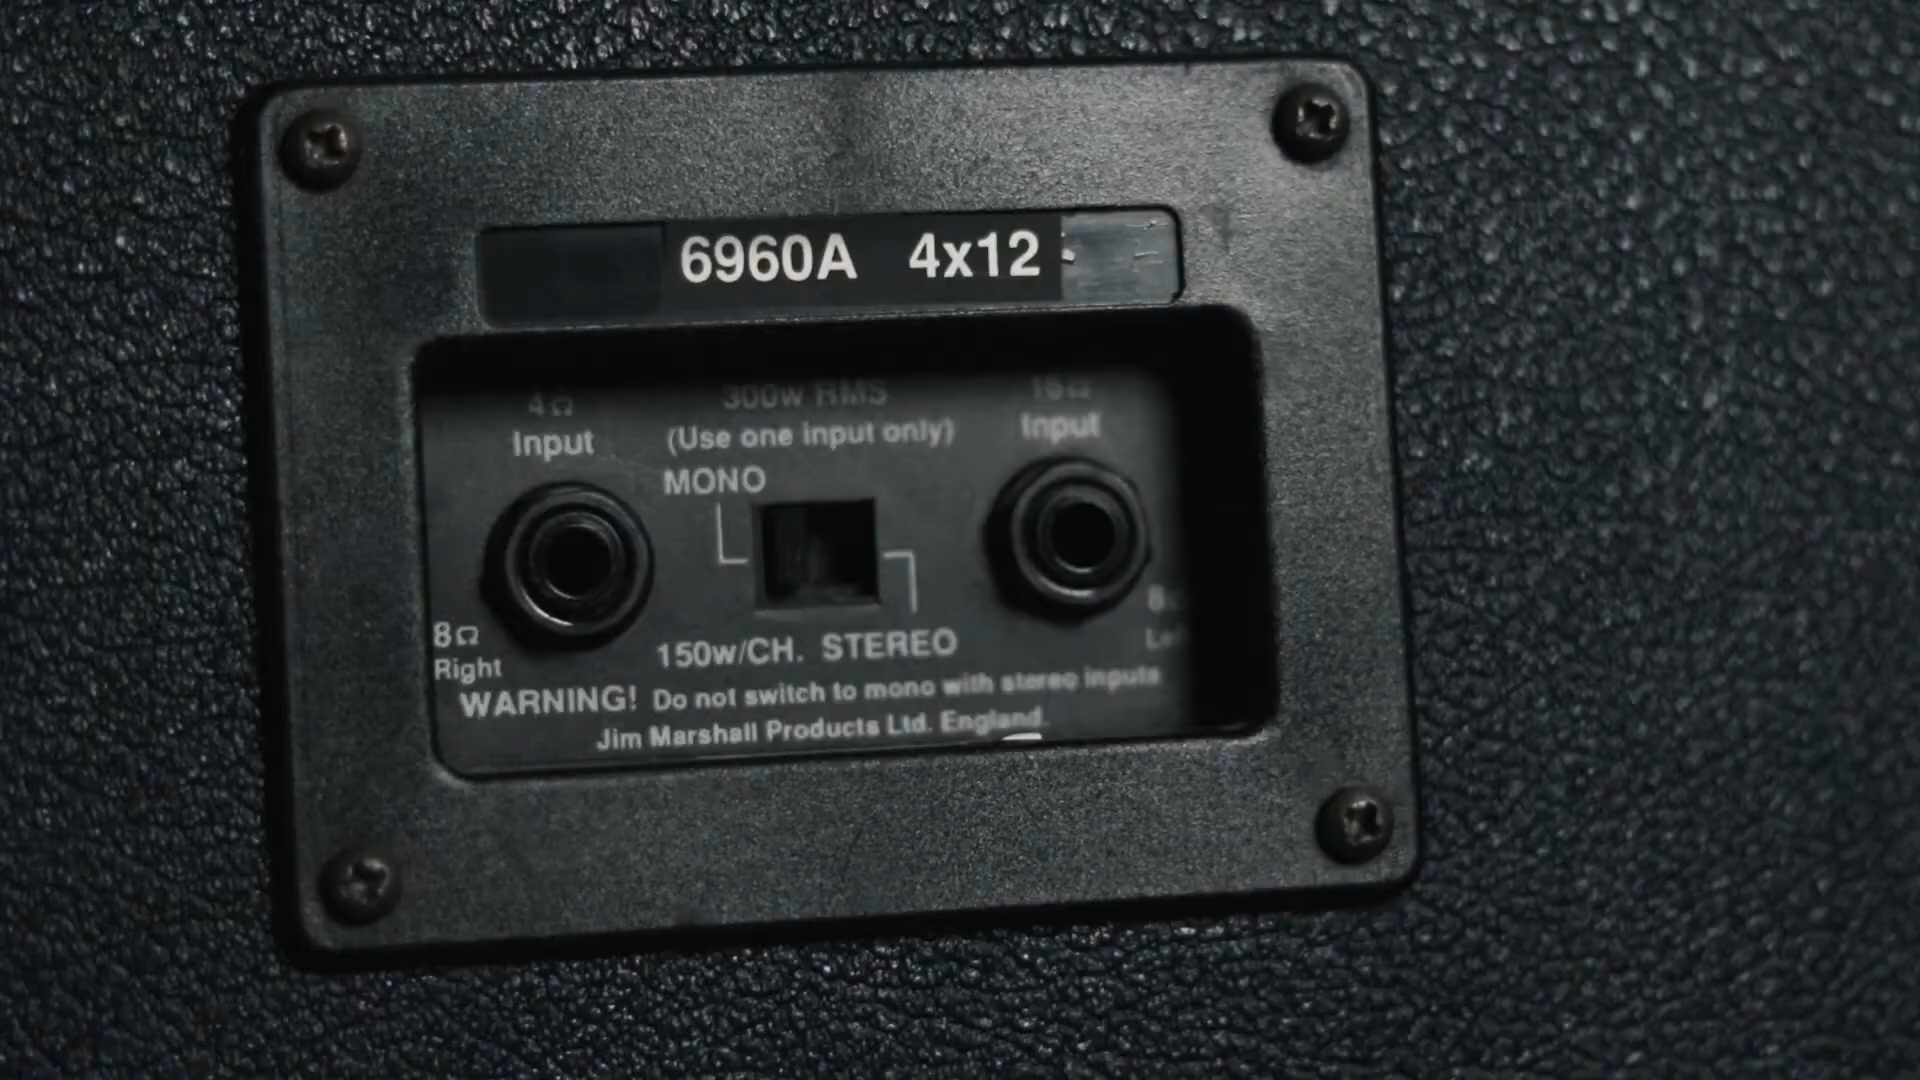 6960A 4x12
4Ω 300w RMS 16Ω
Input (Use one input only) Input
MONO
8Ω
Right 150w/CH. STEREO
WARNING! Do not switch to mono with stereo inputs
Jim Marshall Products Ltd. England.